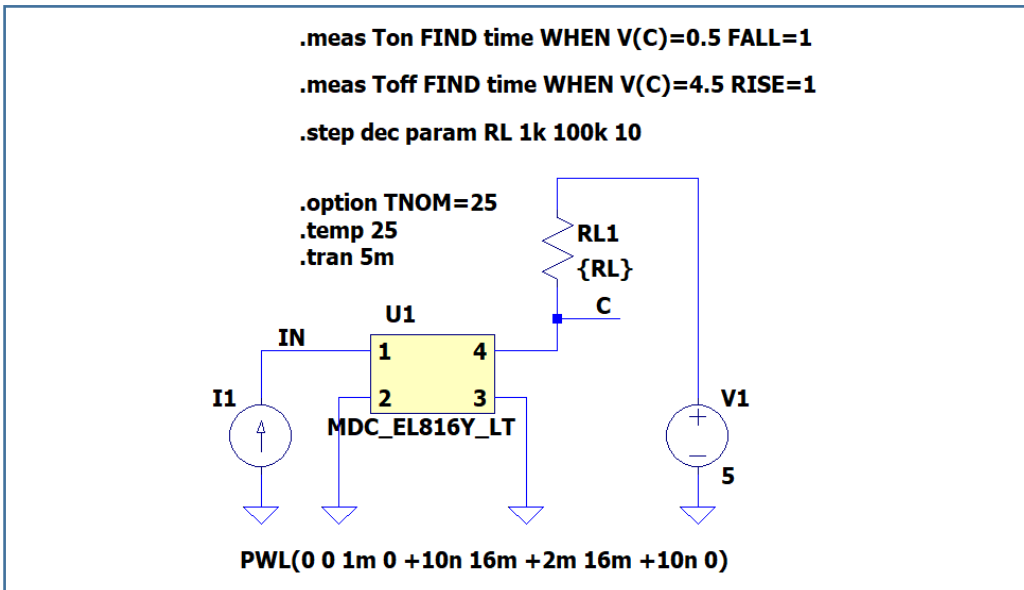 .meas Ton FIND time WHEN V(C)=0.5 FALL=1
.meas Toff FIND time WHEN V(C)=4.5 RISE=1
.step dec param RL 1k 100k 10
.option TNOM=25
.temp 25
.tran 5m
RL1
{RL}
C
U1
IN
1
4
2
3
MDC_EL816Y_LT
I1
V1
5
PWL(0 0 1m 0 +10n 16m +2m 16m +10n 0)